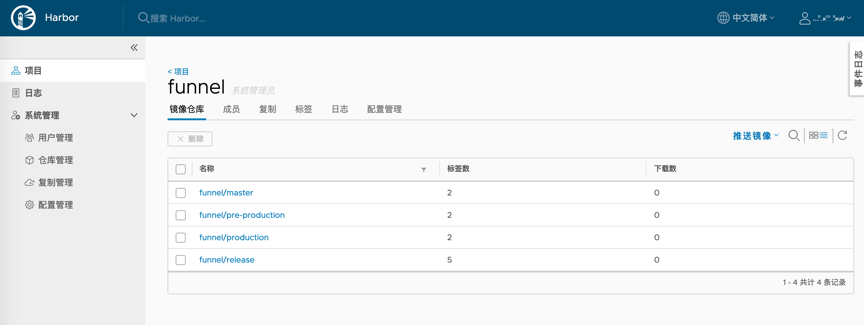 Harbor
搜索 Harbor...
中文简体
事件日志
项目
日志
系统管理
用户管理
仓库管理
复制管理
配置管理
< 项目
funnel 系统管理员
镜像仓库 成员 复制 标签 日志 配置管理
× 删除
推送镜像
名称 标签数 下载数
funnel/master 2 0
funnel/pre-production 2 0
funnel/production 2 0
funnel/release 5 0
1 - 4 共计 4 条记录